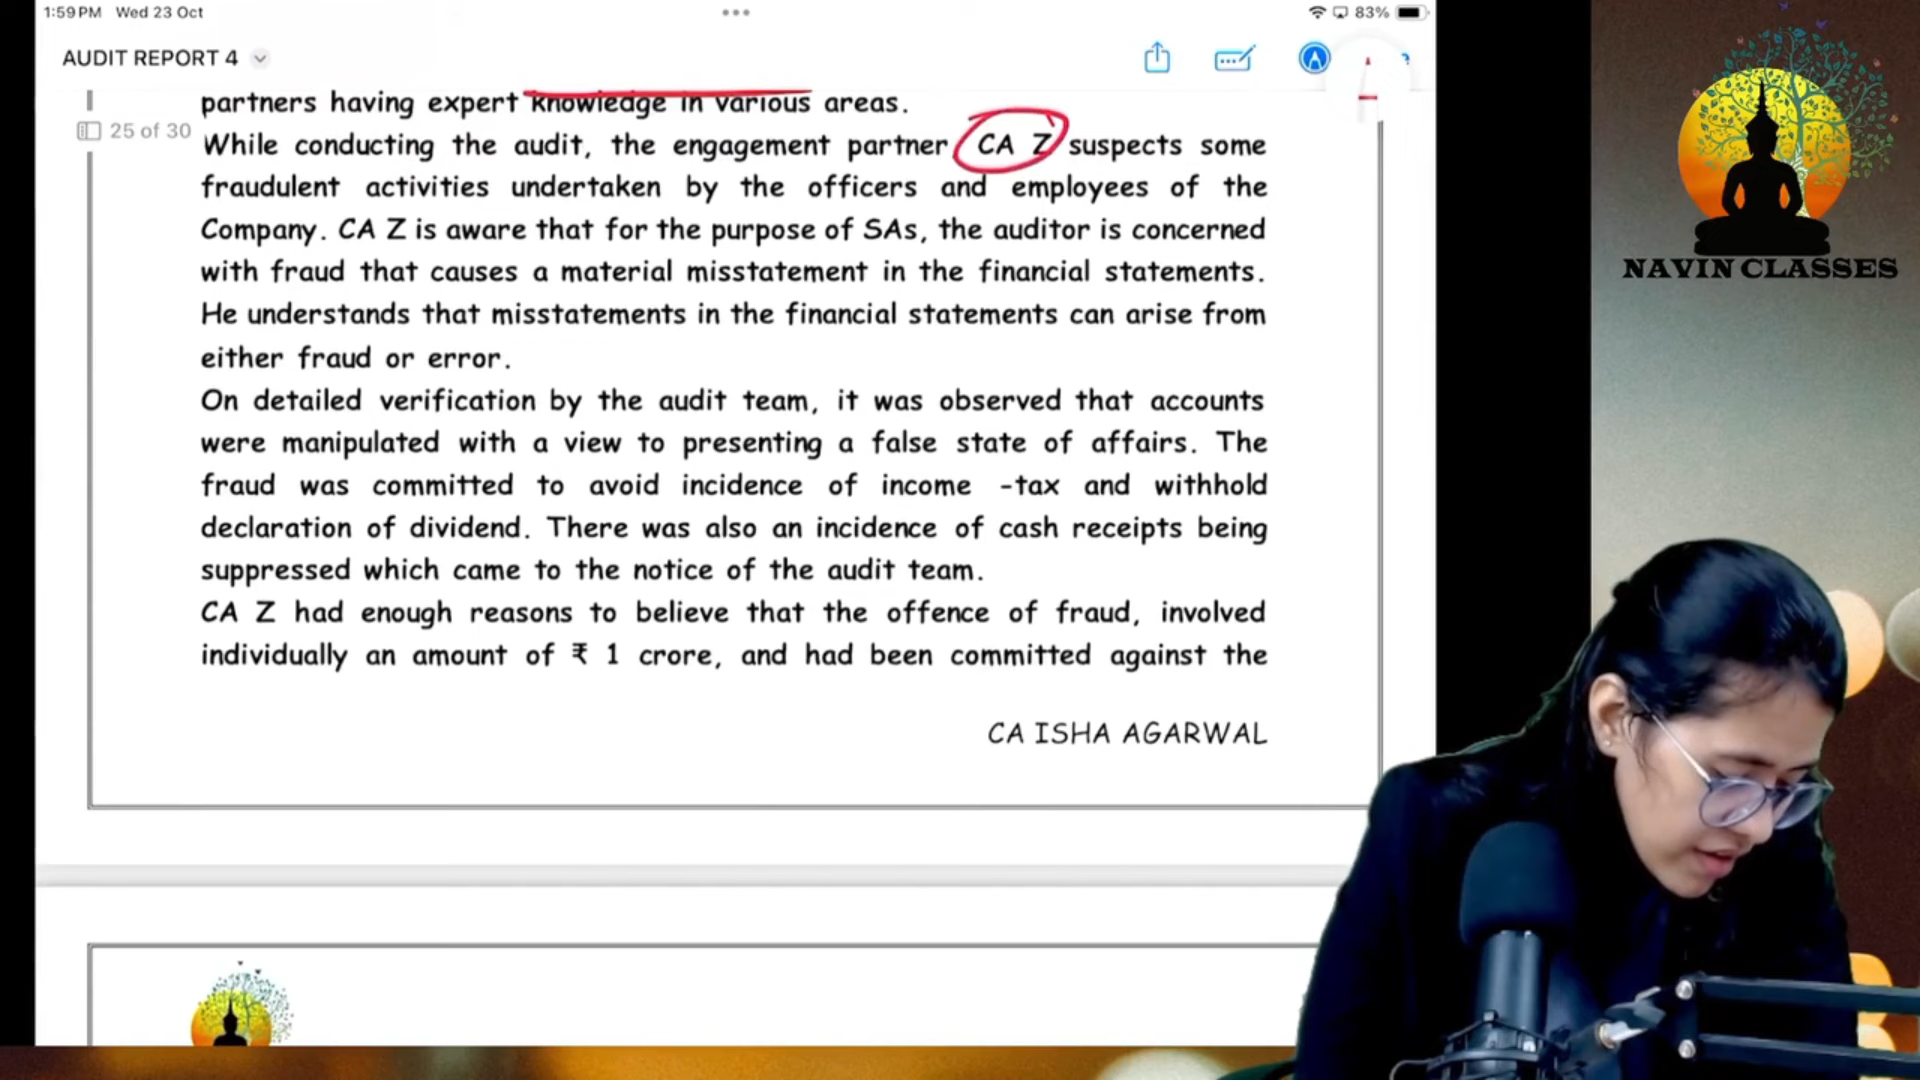 1:59 PM Wed 23 Oct
83%
AUDIT REPORT 4
25 of 30
partners having expert knowledge in various areas.
While conducting the audit, the engagement partner CA Z suspects some
fraudulent activities undertaken by the officers and employees of the
Company. CA Z is aware that for the purpose of SAs, the auditor is concerned
with fraud that causes a material misstatement in the financial statements.
He understands that misstatements in the financial statements can arise from
either fraud or error.
On detailed verification by the audit team, it was observed that accounts
were manipulated with a view to presenting a false state of affairs. The
fraud was committed to avoid incidence of income -tax and withhold
declaration of dividend. There was also an incidence of cash receipts being
suppressed which came to the notice of the audit team.
CA Z had enough reasons to believe that the offence of fraud, involved
individually an amount of ₹ 1 crore, and had been committed against the
CA ISHA AGARWAL
NAVIN CLASSES